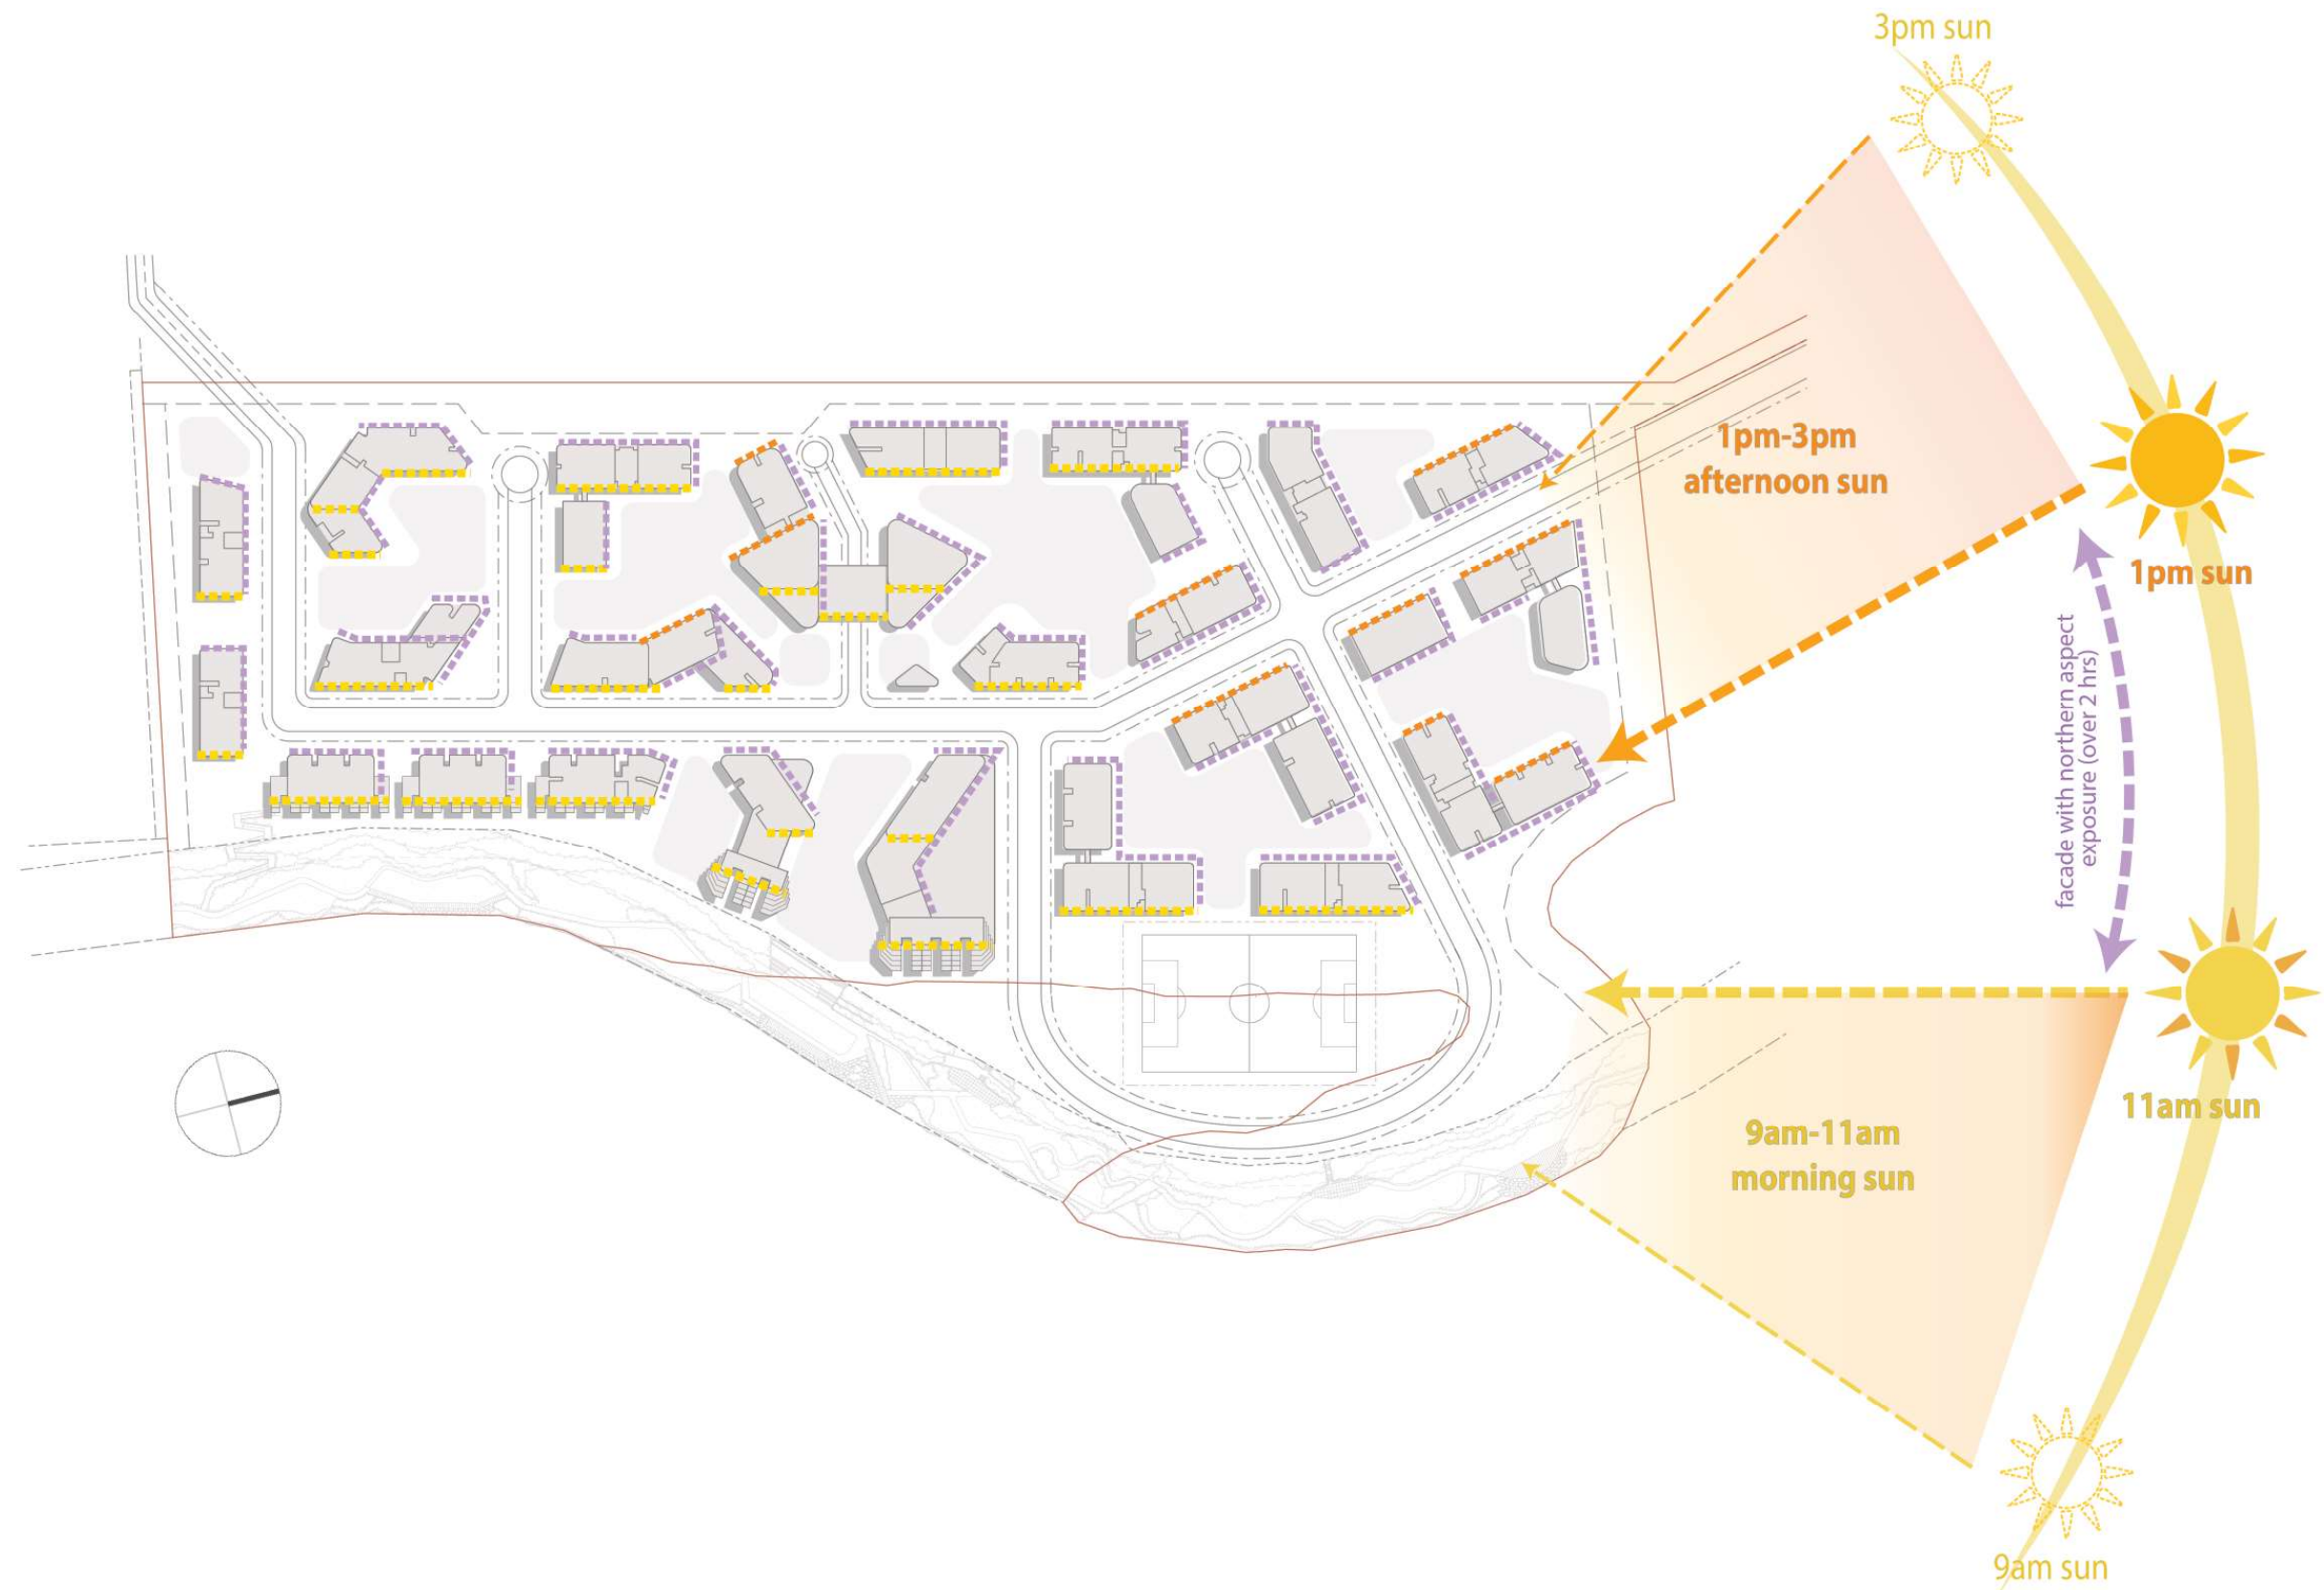 3pm sun
1pm-3pm
afternoon sun
1pm sun
facade with northern aspect
exposure (over 2 hrs)
11am sun
9am-11am
morning sun
9am sun